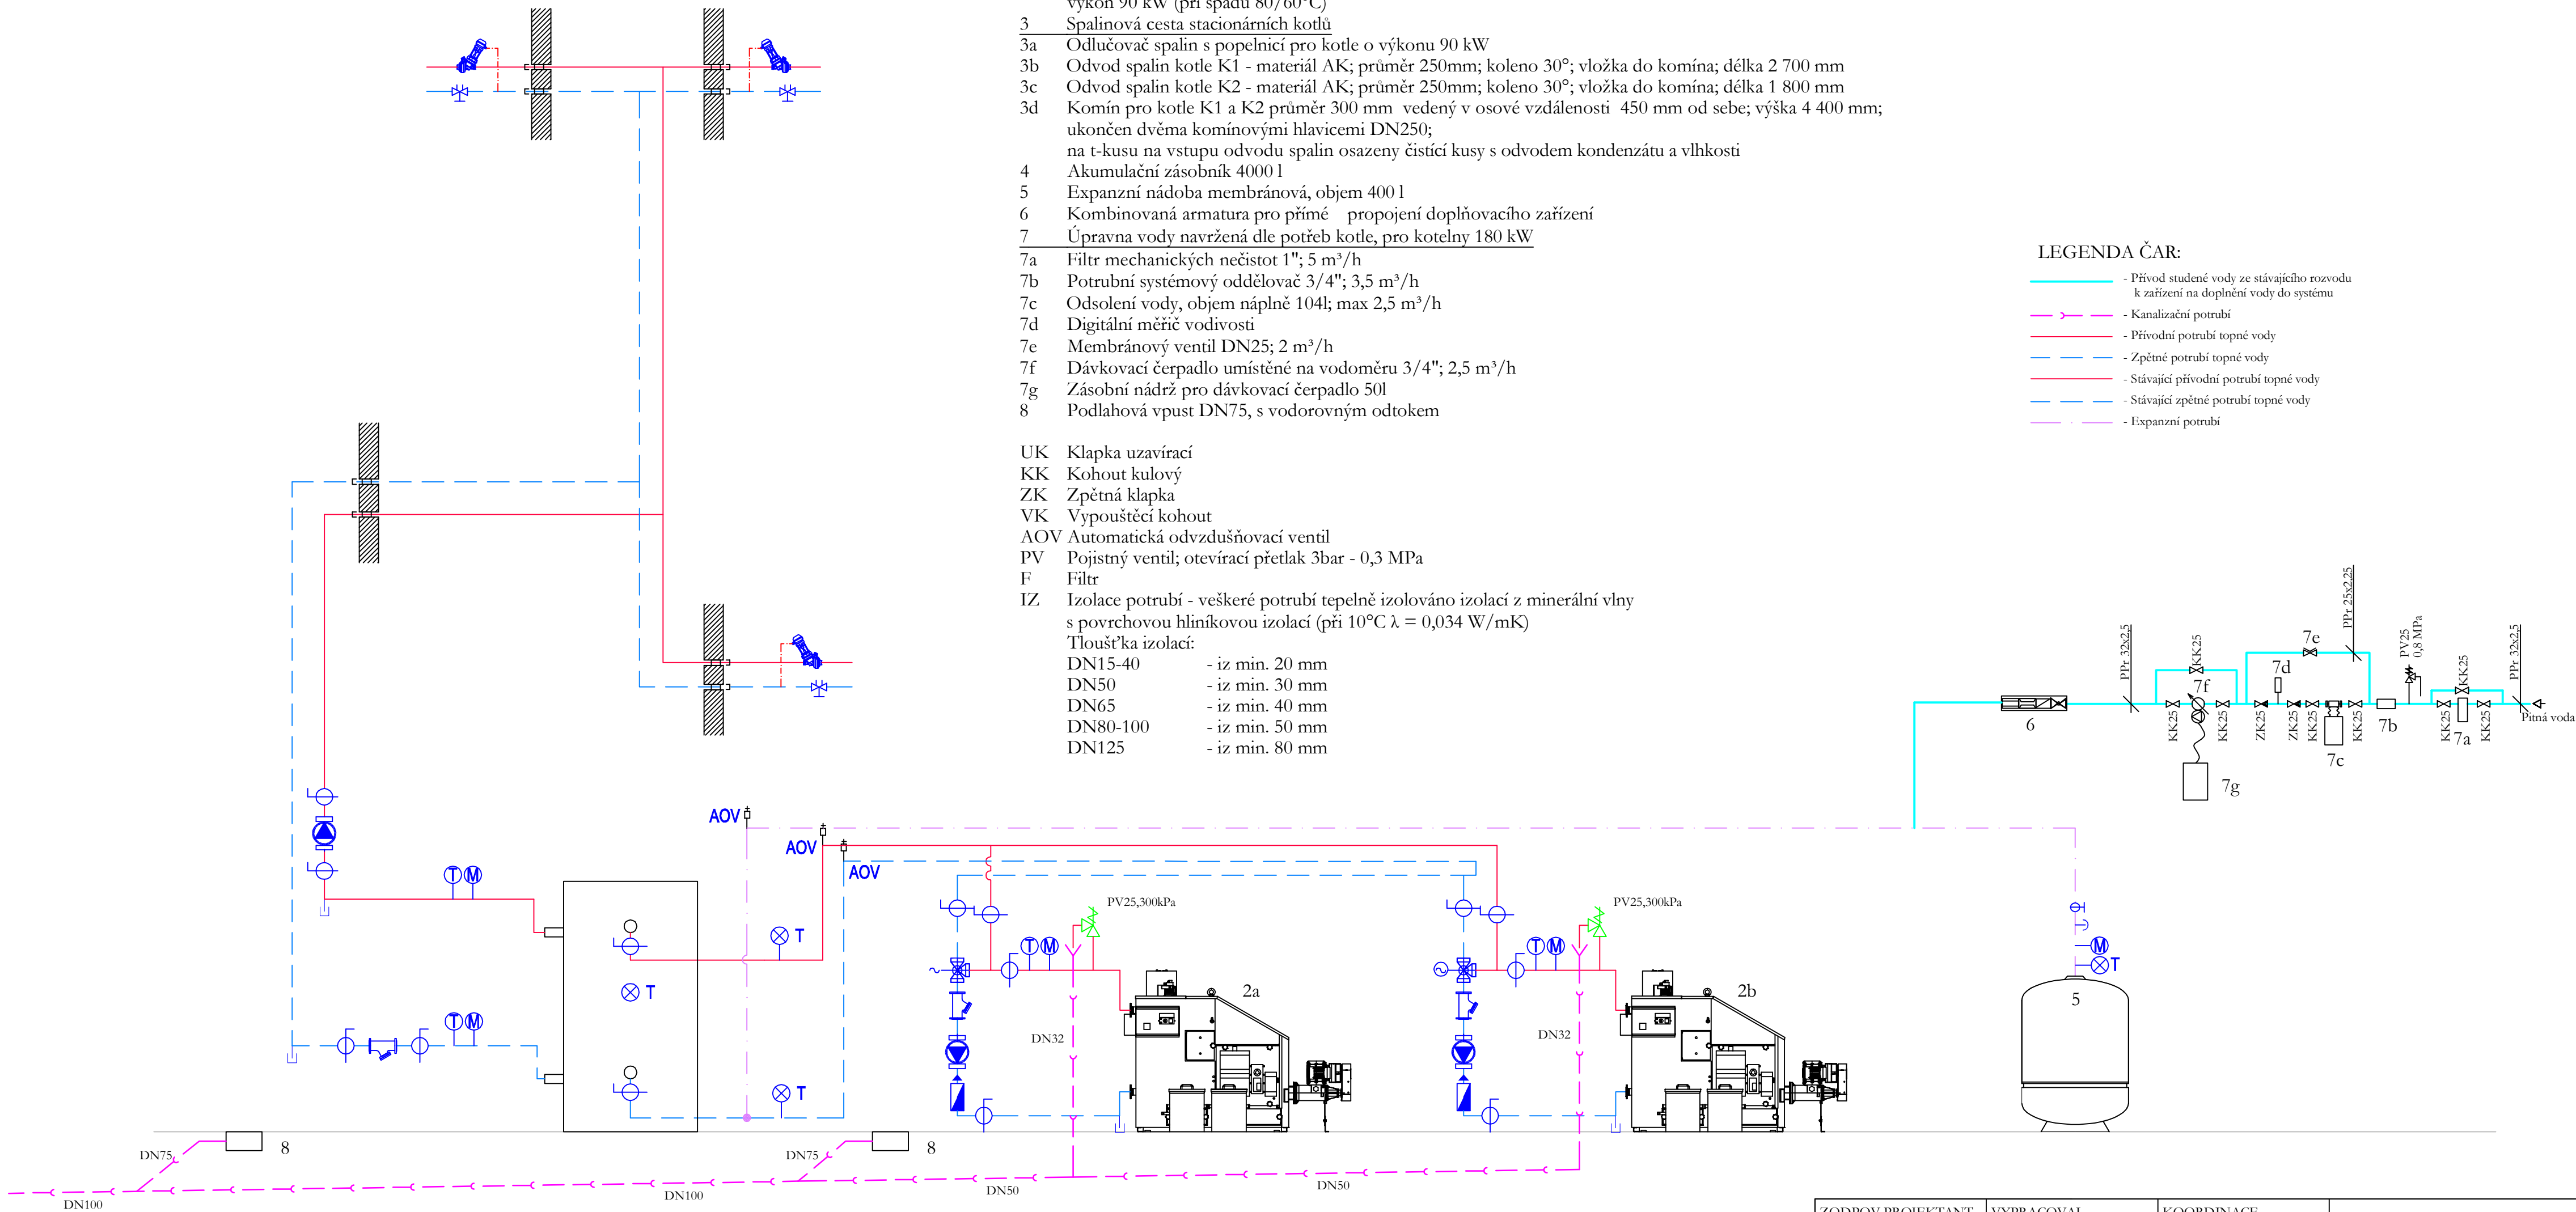 výkon 90 kW (při spádu 80/60°C)
3 Spalinová cesta stacionárních kotlů
3a Odlučovač spalin s popelnicí pro kotle o výkonu 90 kW
3b Odvod spalin kotle K1 - materiál AK; průměr 250mm; koleno 30°; vložka do komína; délka 2 700 mm
3c Odvod spalin kotle K2 - materiál AK; průměr 250mm; koleno 30°; vložka do komína; délka 1 800 mm
3d Komín pro kotle K1 a K2 průměr 300 mm vedený v osové vzdálenosti 450 mm od sebe; výška 4 400 mm;
ukončen dvěma komínovými hlavicemi DN250;
na t-kusu na vstupu odvodu spalin osazeny čistící kusy s odvodem kondenzátu a vlhkosti
4 Akumulační zásobník 4000 l
5 Expanzní nádoba membránová, objem 400 l
6 Kombinovaná armatura pro přímé propojení doplňovacího zařízení
7 Úpravna vody navržená dle potřeb kotle, pro kotelny 180 kW
7a Filtr mechanických nečistot 1"; 5 m³/h
7b Potrubní systémový oddělovač 3/4"; 3,5 m³/h
7c Odsolení vody, objem náplně 104l; max 2,5 m³/h
7d Digitální měřič vodivosti
7e Membránový ventil DN25; 2 m³/h
7f Dávkovací čerpadlo umístěné na vodoměru 3/4"; 2,5 m³/h
7g Zásobní nádrž pro dávkovací čerpadlo 50l
8 Podlahová vpust DN75, s vodorovným odtokem
UK Klapka uzavírací
KK Kohout kulový
ZK Zpětná klapka
VK Vypouštěcí kohout
AOV Automatická odvzdušňovací ventil
PV Pojistný ventil; otevírací přetlak 3bar - 0,3 MPa
F Filtr
IZ Izolace potrubí - veškeré potrubí tepelně izolováno izolací z minerální vlny
s povrchovou hliníkovou izolací (při 10°C λ = 0,034 W/mK)
Tloušťka izolací:
DN15-40 - iz min. 20 mm
DN50 - iz min. 30 mm
DN65 - iz min. 40 mm
DN80-100 - iz min. 50 mm
DN125 - iz min. 80 mm
LEGENDA ČAR:
- Přívod studené vody ze stávajícího rozvodu
k zařízení na doplnění vody do systému
- Kanalizační potrubí
- Přívodní potrubí topné vody
- Zpětné potrubí topné vody
- Stávající přívodní potrubí topné vody
- Stávající zpětné potrubí topné vody
- Expanzní potrubí
PPr 32x2,5
KK25
7f
7e
7d
PPr 25x2,25
PV25
0,8 MPa
KK25
PPr 32x2,5
6
KK25
KK25
ZK25
ZK25
KK25
KK25
7b
KK25
7a
KK25
Pitná voda
7c
7g
AOV
AOV
AOV
T M
T
T
T M
T
PV25,300kPa
T M
2a
DN32
PV25,300kPa
T M
2b
DN32
M
T
5
DN75
8
DN75
8
DN100
DN100
DN50
DN50
ZODPOV.PROJEKTANT VYPRACOVAL KOORDINACE